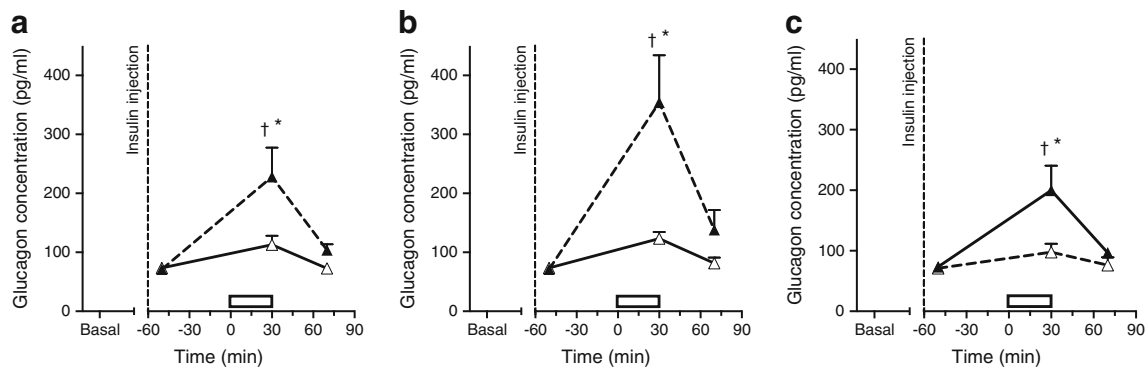 a
Glucagon concentration (pg/ml)
400
300
200
100
0
Insulin injection
† *
Basal
-60 -30 0 30 60 90
Time (min)
b
Glucagon concentration (pg/ml)
400
300
200
100
0
Insulin injection
† *
Basal
-60 -30 0 30 60 90
Time (min)
c
Glucagon concentration (pg/ml)
400
300
200
100
0
Insulin injection
† *
Basal
-60 -30 0 30 60 90
Time (min)